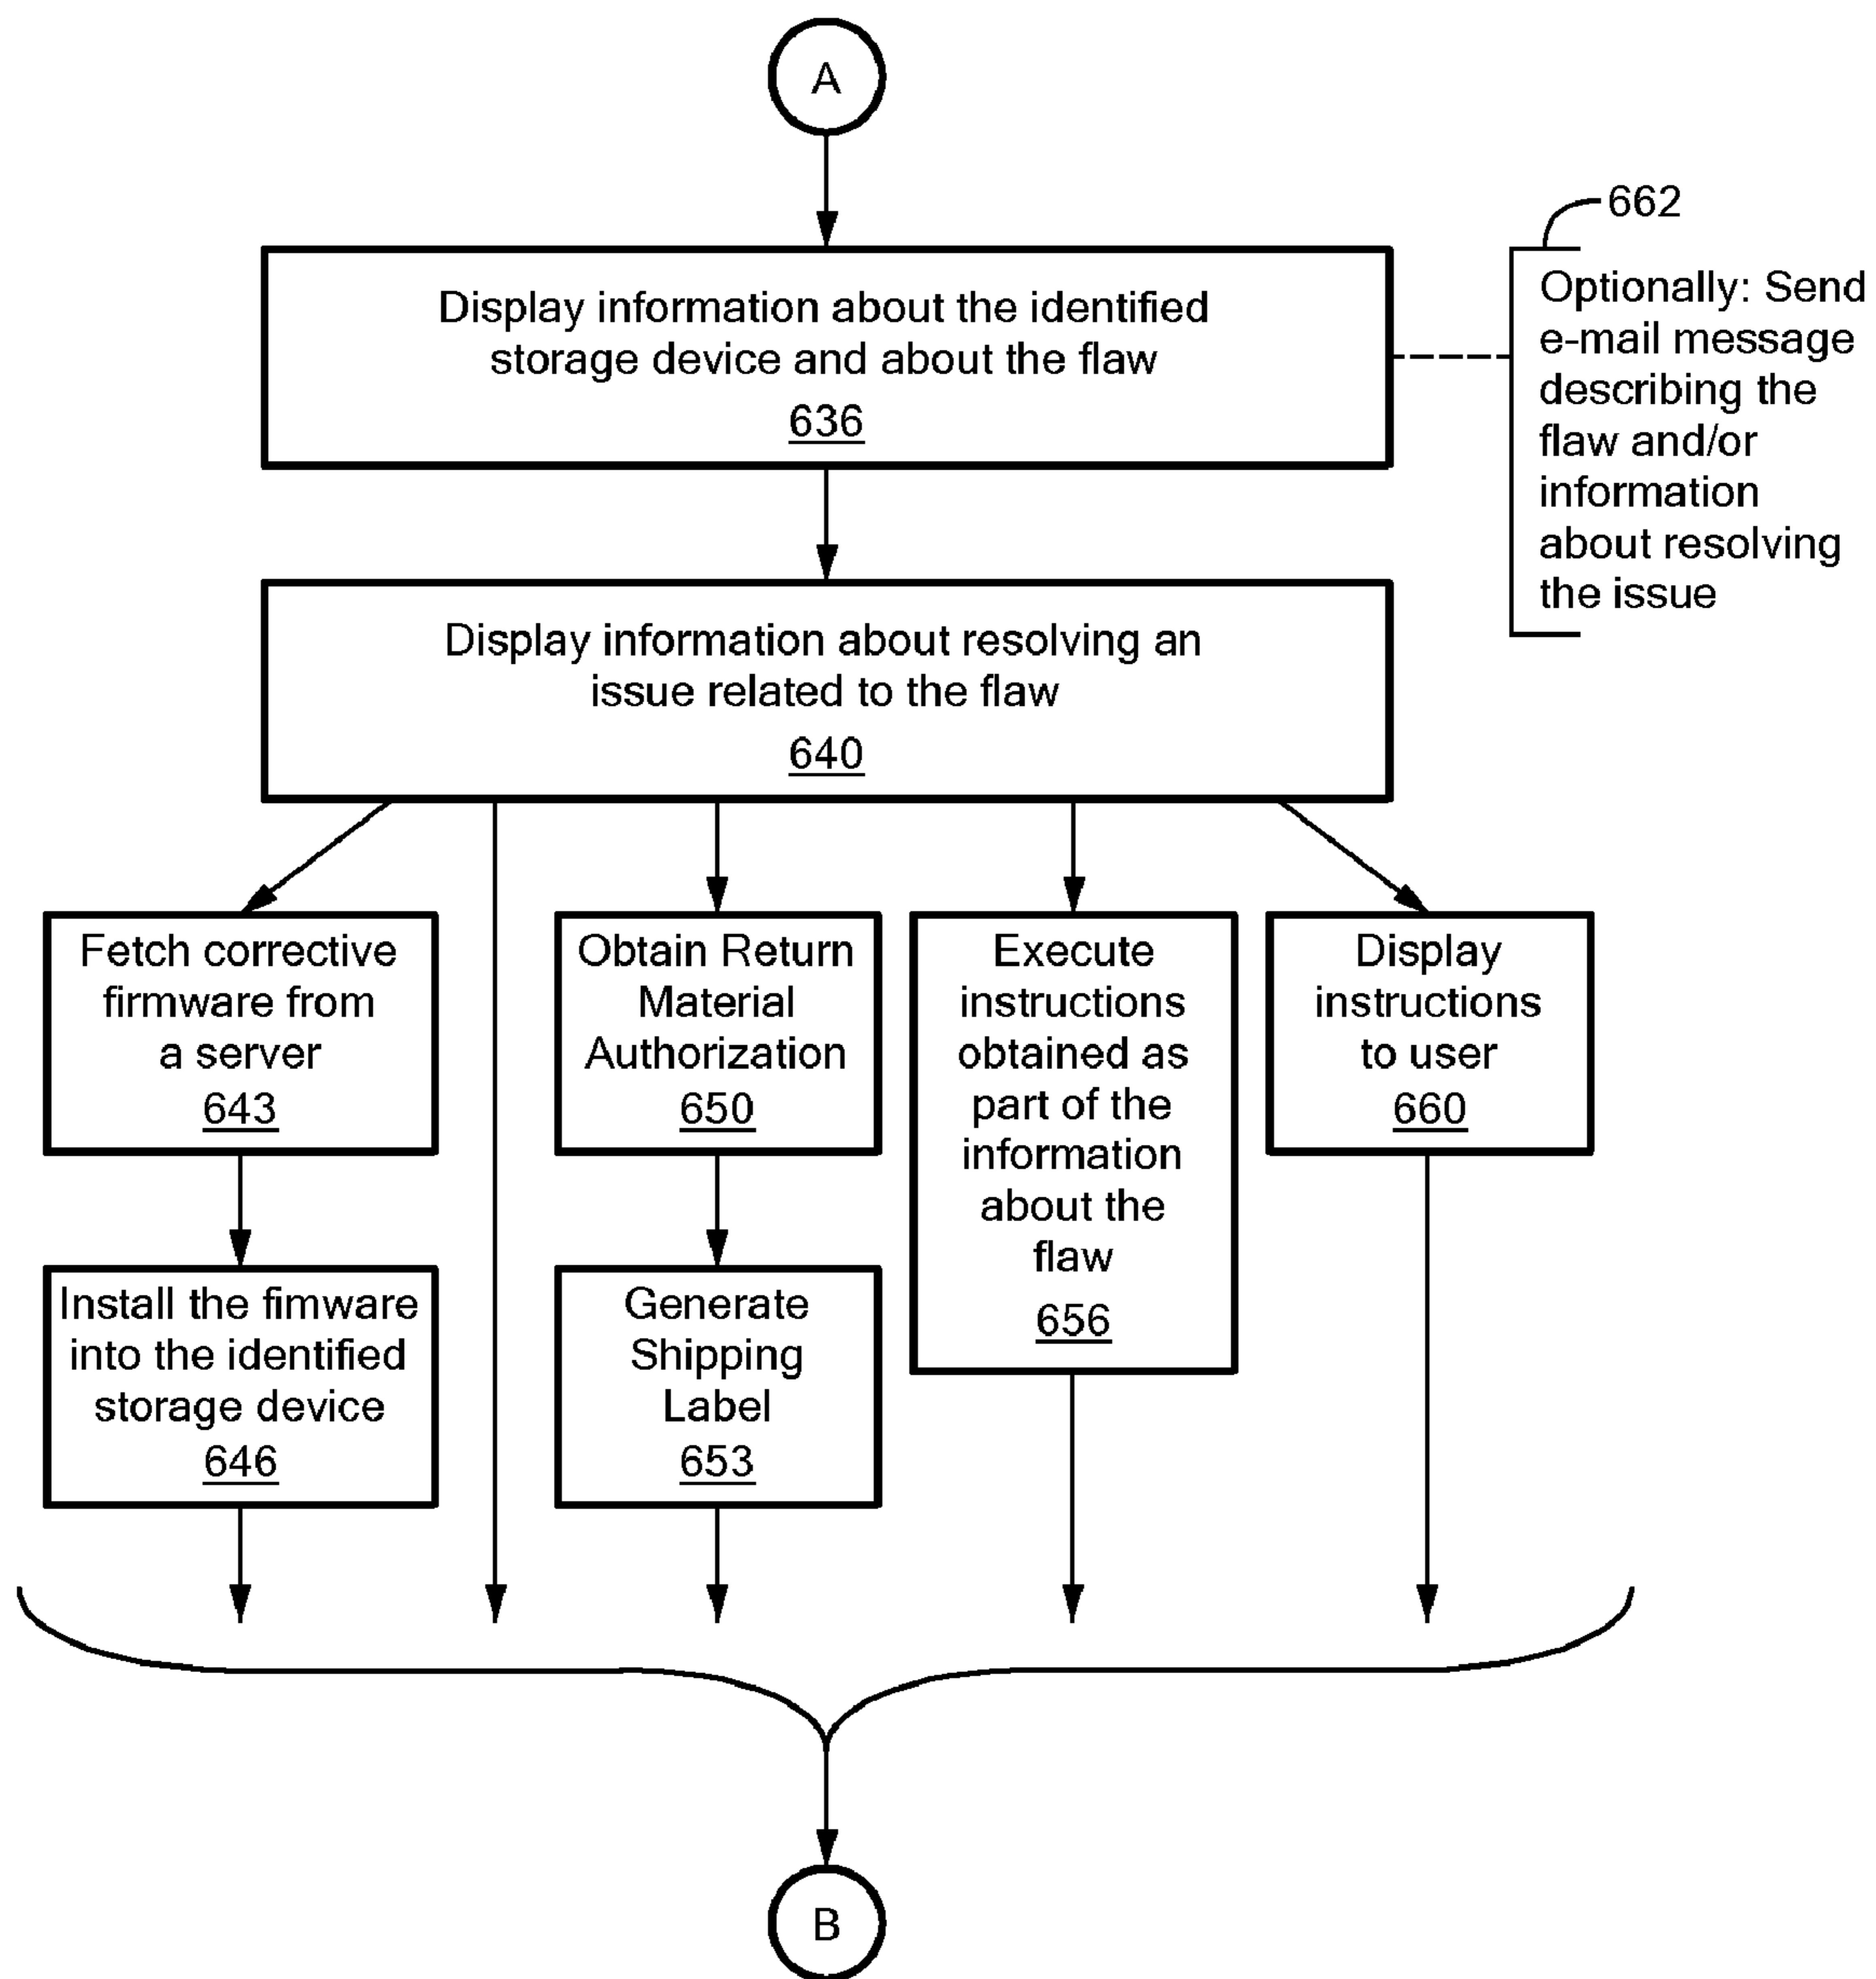 A
662
Display information about the identified
storage device and about the flaw
636
Optionally: Send
e-mail message
describing the
flaw and/or
information
about resolving
the issue
Display information about resolving an
issue related to the flaw
640
Fetch corrective
firmware from
a server
643
Install the fimware
into the identified
storage device
646
Obtain Return
Material
Authorization
650
Generate
Shipping
Label
653
Execute
instructions
obtained as
part of the
information
about the
flaw
656
Display
instructions
to user
660
B